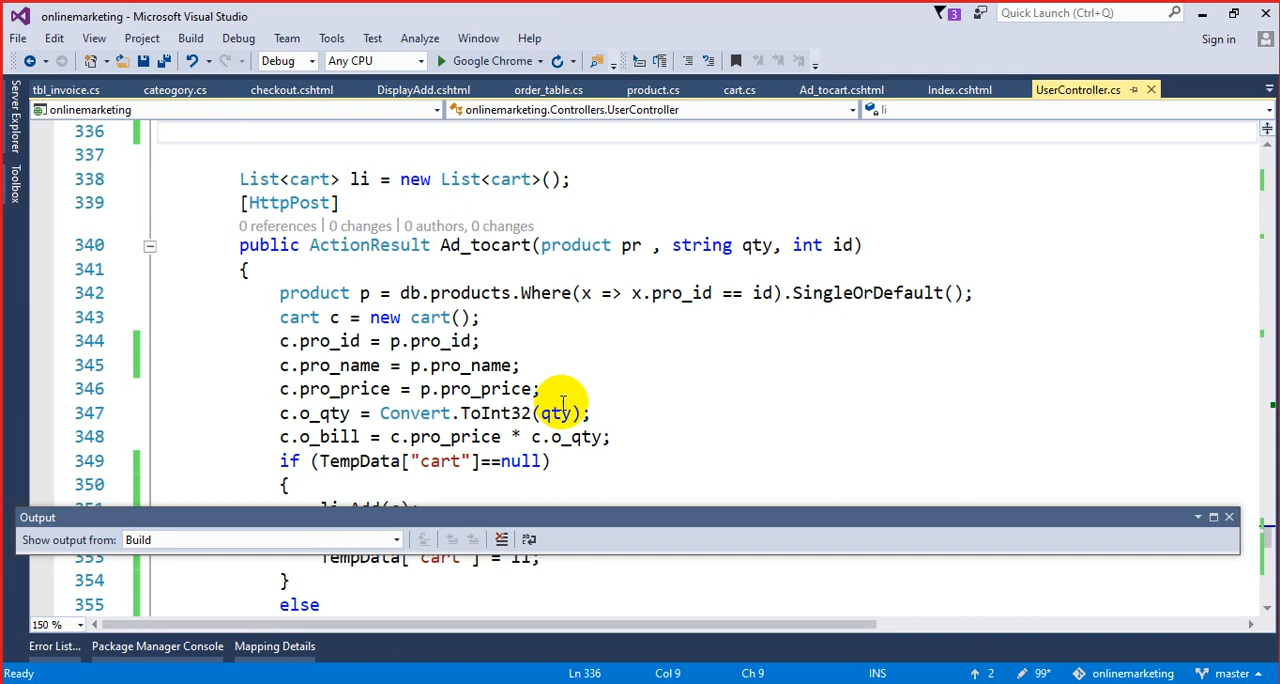 onlinemarketing - Microsoft Visual Studio
3
Quick Launch (Ctrl+Q)
File Edit View Project Build Debug Team Tools Test Analyze Window Help
Sign in
Debug Any CPU Google Chrome
tbl_invoice.cs cateogory.cs checkout.cshtml DisplayAdd.cshtml order_table.cs product.cs cart.cs Ad_tocart.cshtml Index.cshtml UserController.cs
onlinemarketing onlinemarketing.Controllers.UserController li
Server Explorer
Toolbox
336
337
338 List<cart> li = new List<cart>();
339 [HttpPost]
0 references | 0 changes | 0 authors, 0 changes
340 public ActionResult Ad_tocart(product pr , string qty, int id)
341 {
342 product p = db.products.Where(x => x.pro_id == id).SingleOrDefault();
343 cart c = new cart();
344 c.pro_id = p.pro_id;
345 c.pro_name = p.pro_name;
346 c.pro_price = p.pro_price;
347 c.o_qty = Convert.ToInt32(qty);
348 c.o_bill = c.pro_price * c.o_qty;
349 if (TempData["cart"]==null)
350 {
Output
Show output from: Build
353 TempData["cart"] = li;
354 }
355 else
150 %
Error List... Package Manager Console Mapping Details
Ready Ln 336 Col 9 Ch 9 INS 2 99* onlinemarketing master